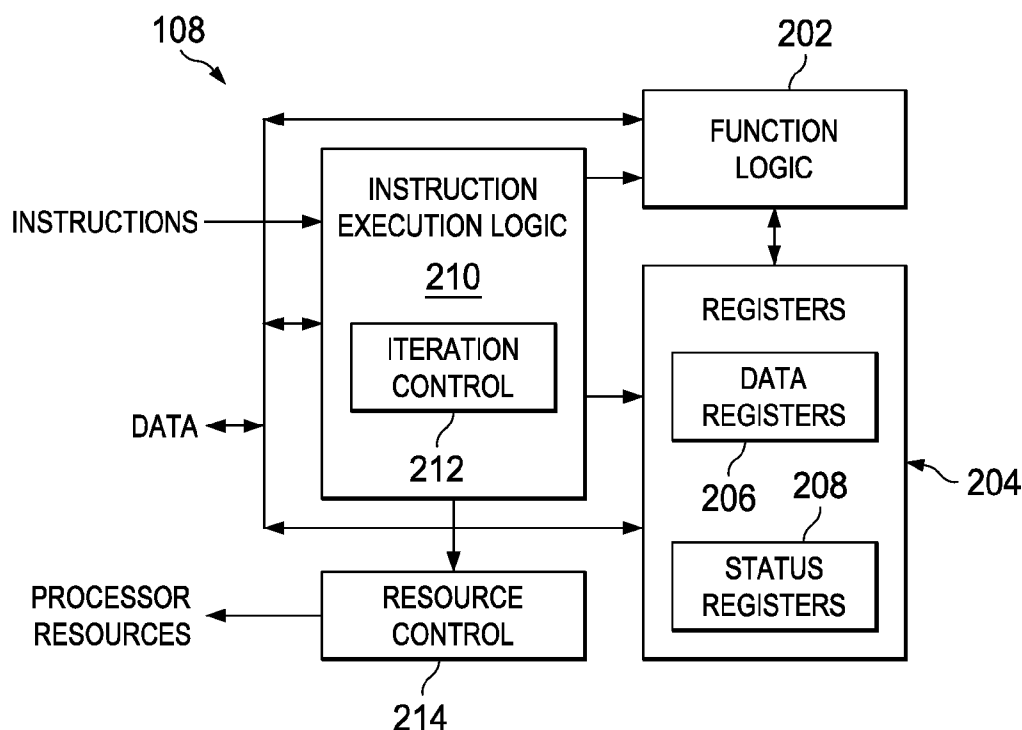 108
202
FUNCTION
LOGIC
INSTRUCTION
EXECUTION LOGIC
210
INSTRUCTIONS
REGISTERS
ITERATION
CONTROL
DATA
REGISTERS
DATA
212
206
208
204
STATUS
REGISTERS
PROCESSOR
RESOURCES
RESOURCE
CONTROL
214